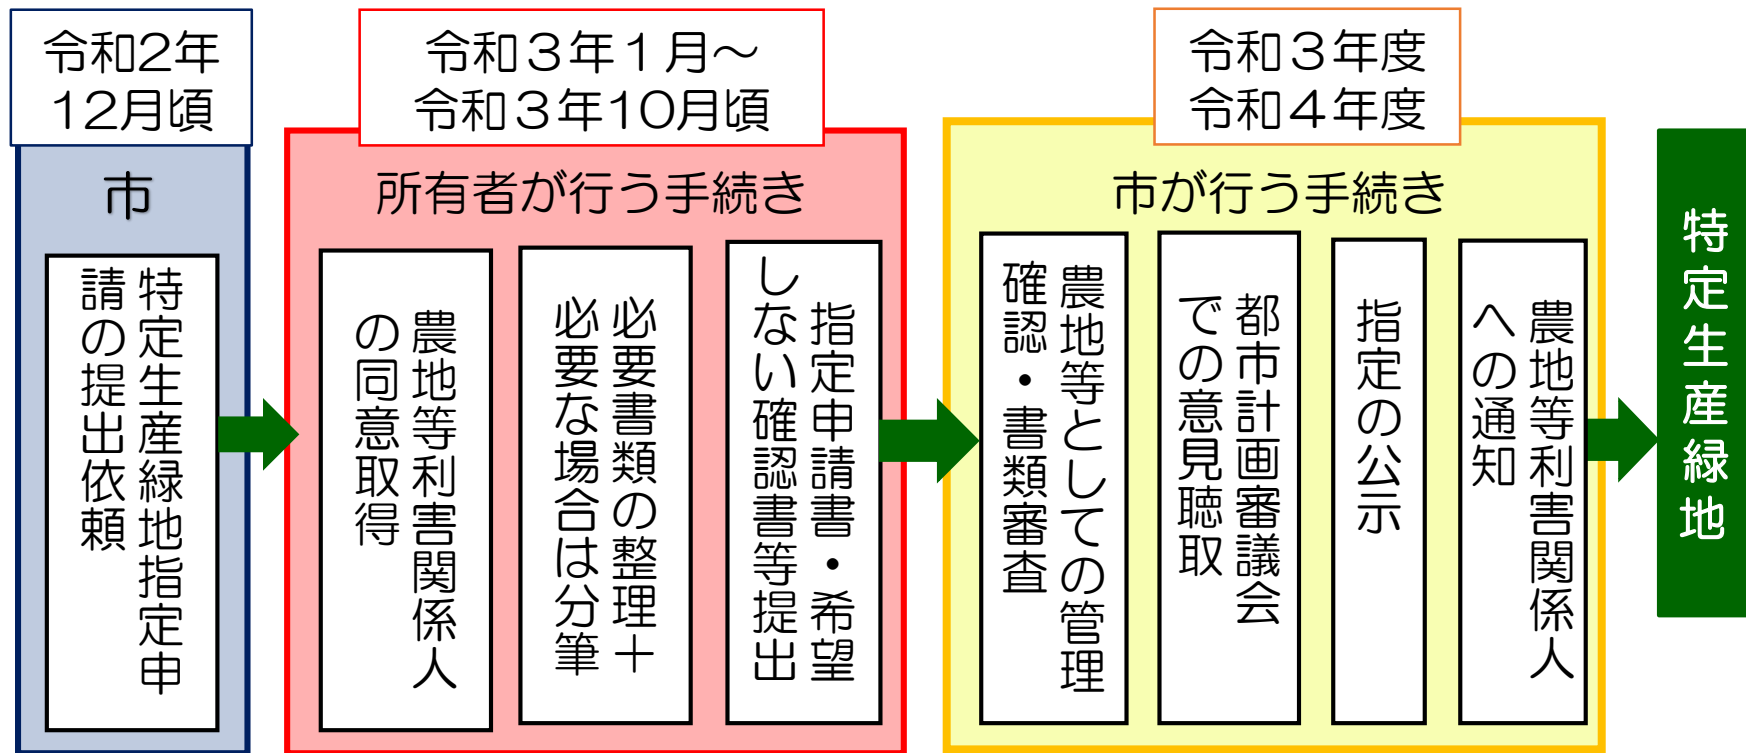 令和2年
12月頃
市
特定生産緑地指定申
請の提出依頼
令和3年1月～
令和3年10月頃
所有者が行う手続き
農地等利害関係人
の同意取得
必要書類の整理＋
必要な場合は分筆
指定申請書・希望
しない確認書等提出
令和3年度
令和4年度
市が行う手続き
農地等としての管理
確認・書類審査
都市計画審議会
での意見聴取
指定の公示
農地等利害関係人
への通知
特定生産緑地